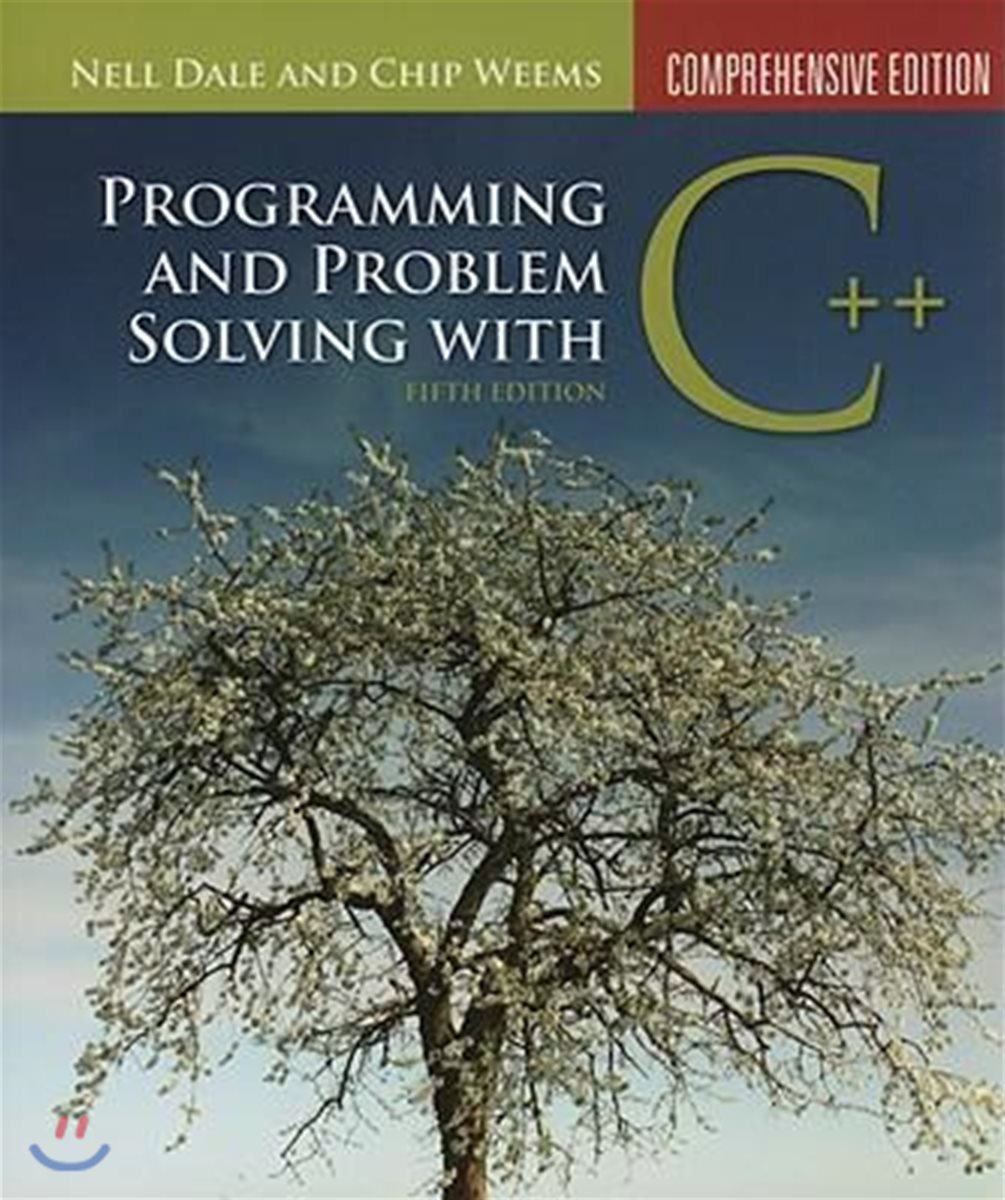 NELL DALE AND CHIP WEEMS
COMPREHENSIVE EDITION
PROGRAMMING
AND PROBLEM
SOLVING WITH
C++
FIFTH EDITION